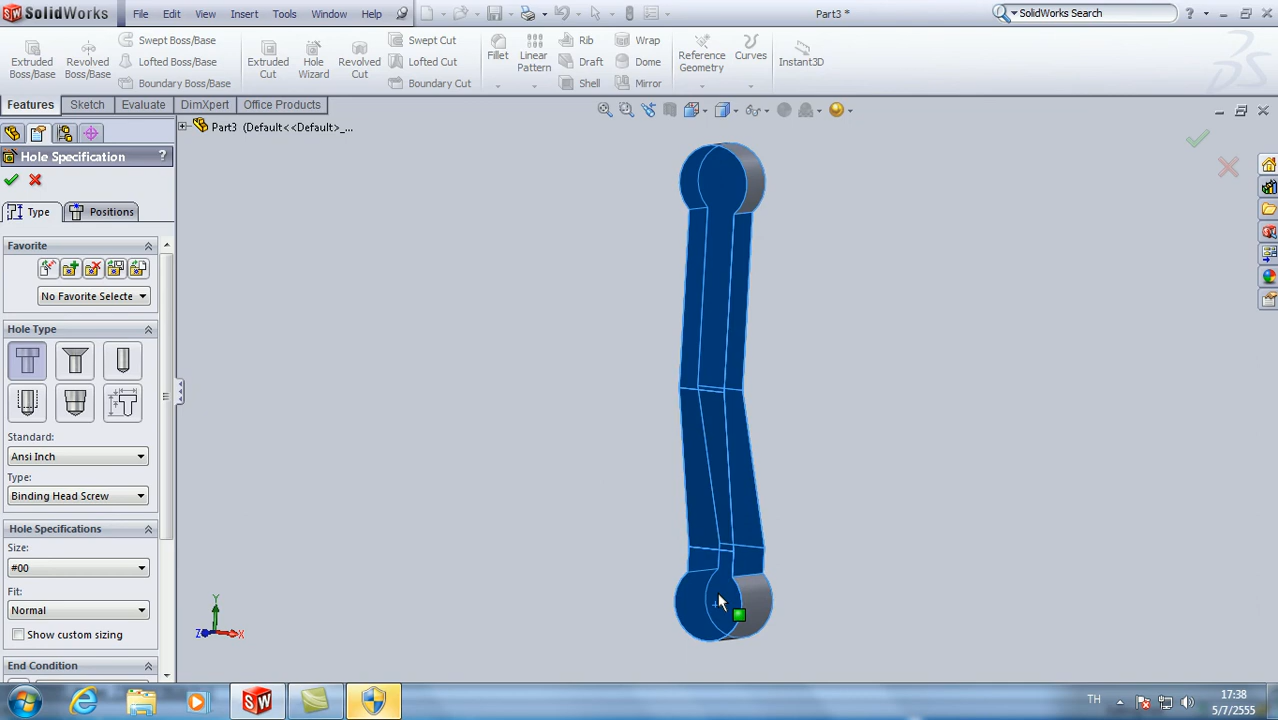 SolidWorks File Edit View Insert Tools Window Help Part3 * SolidWorks Search ?
Extruded Boss/Base
Revolved Boss/Base
Swept Boss/Base
Lofted Boss/Base
Boundary Boss/Base
Extruded Cut
Hole Wizard
Revolved Cut
Swept Cut
Lofted Cut
Boundary Cut
Fillet
Linear Pattern
Rib
Draft
Shell
Wrap
Dome
Mirror
Reference Geometry
Curves
Instant3D
Features Sketch Evaluate DimXpert Office Products
Part3 (Default<<Default>_...
Hole Specification ?
Type Positions
Favorite
No Favorite Selecte
Hole Type
Standard:
Ansi Inch
Type:
Binding Head Screw
Hole Specifications
Size:
#00
Fit:
Normal
Show custom sizing
End Condition
Y
Z X
TH 17:38
5/7/2555